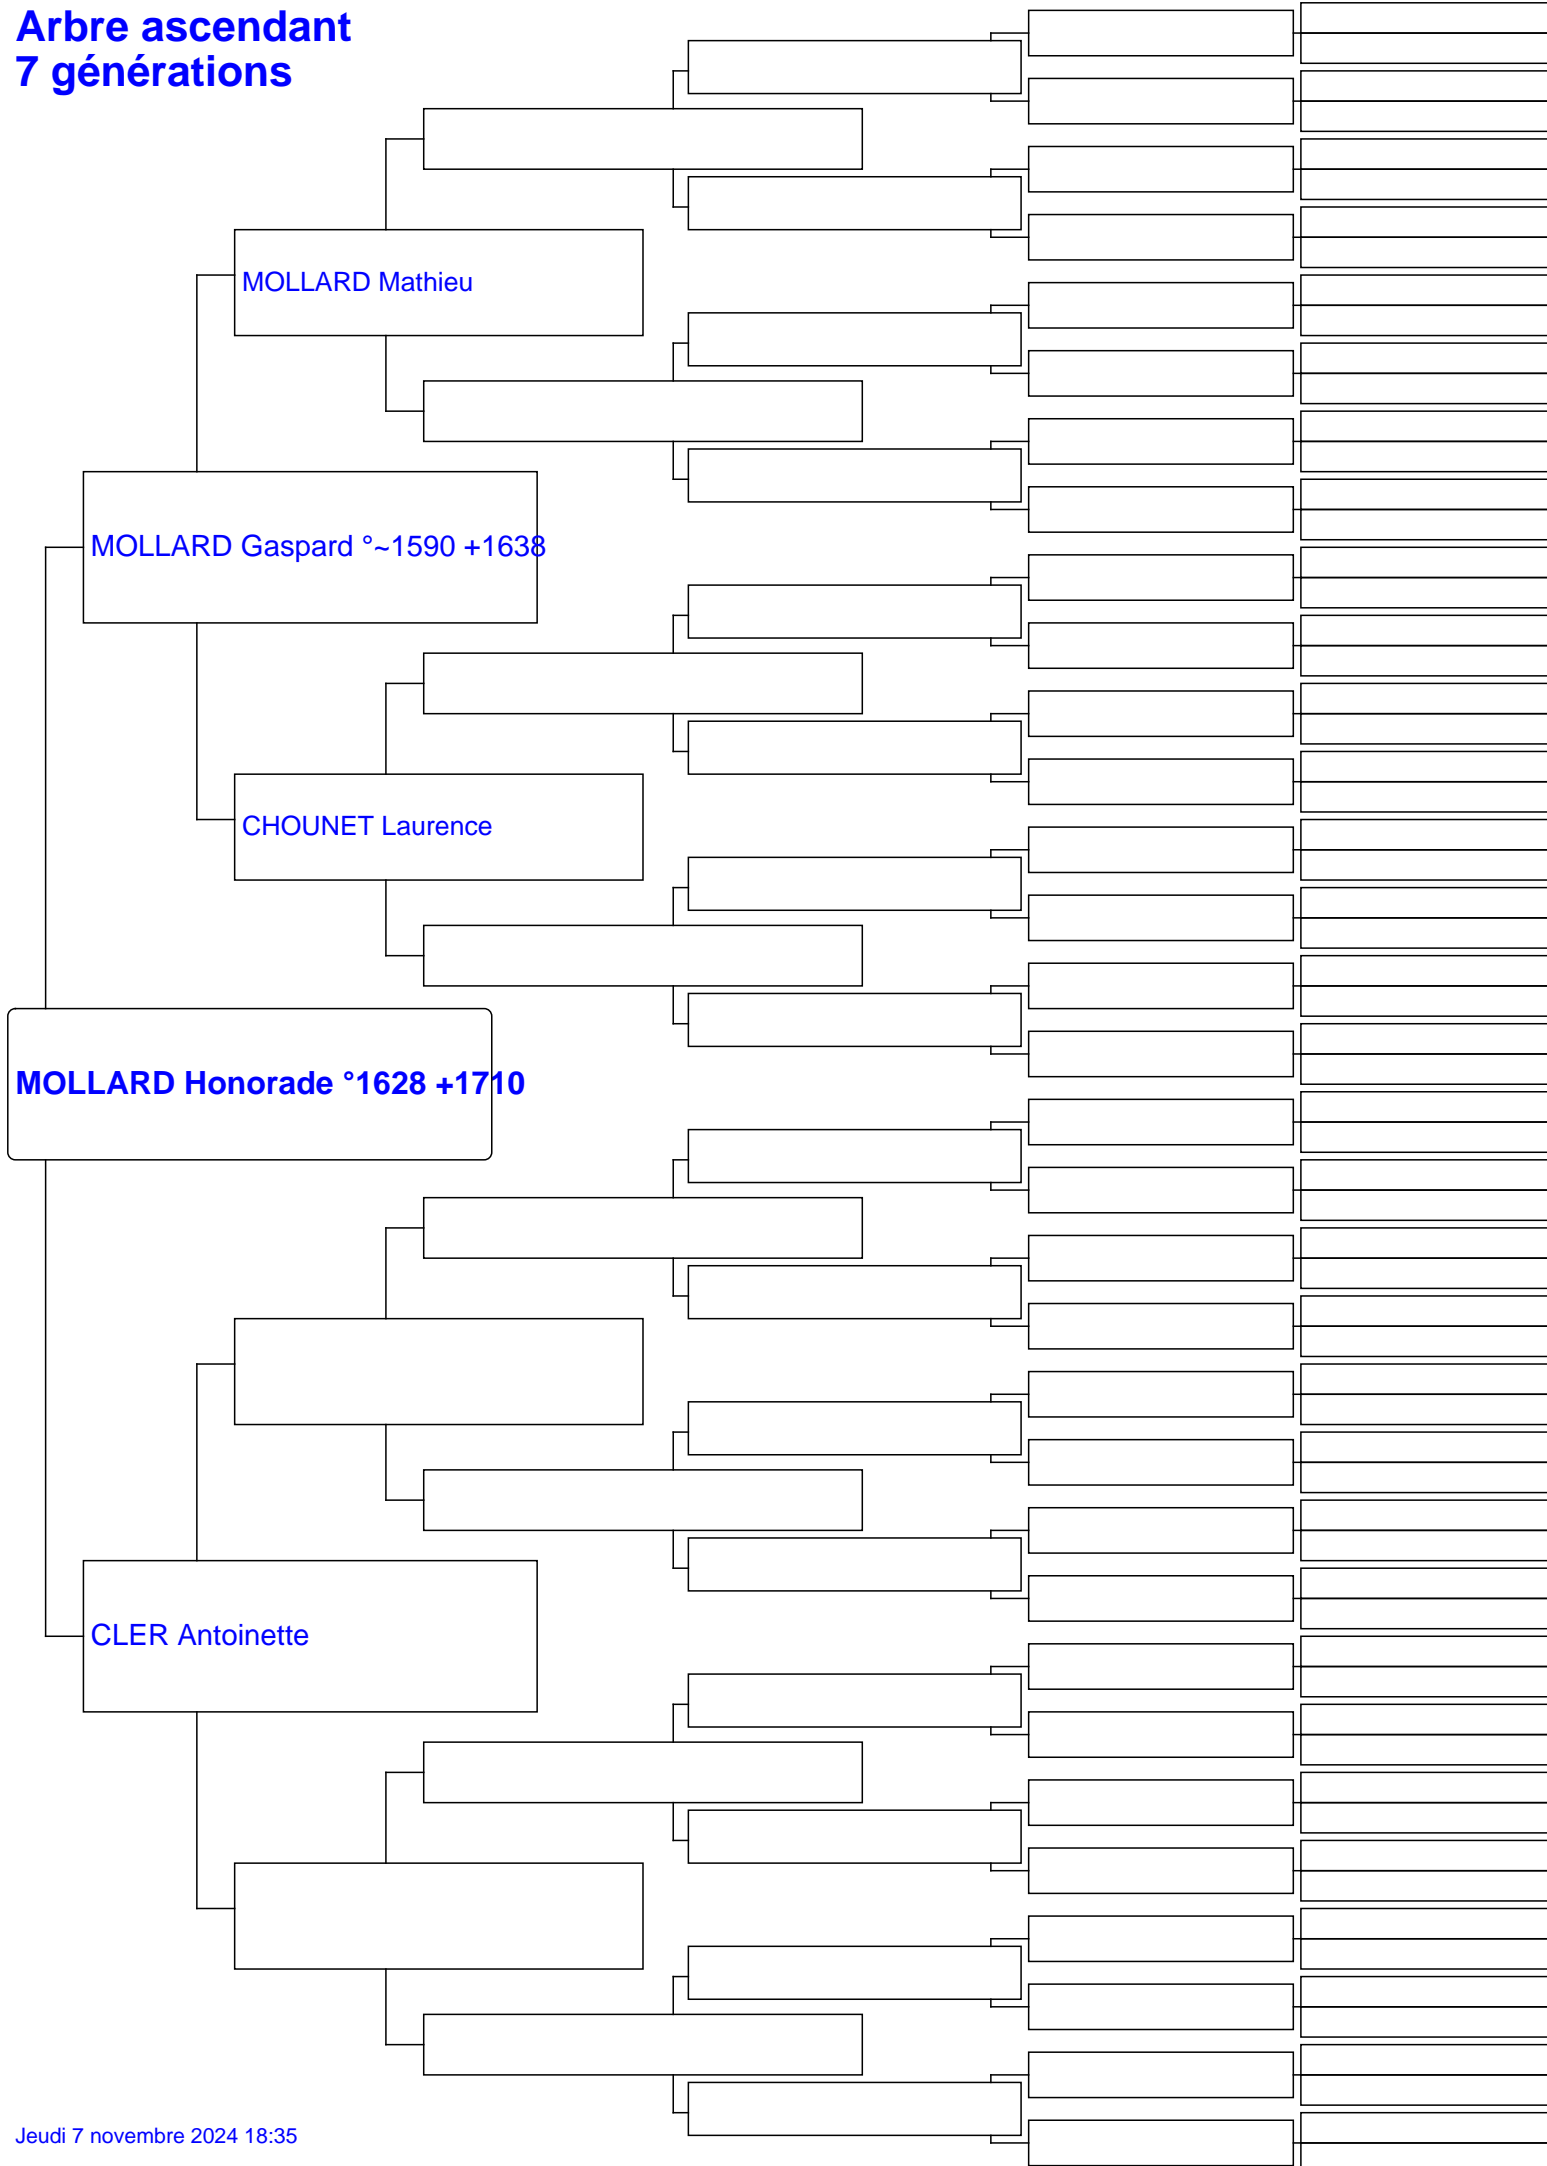 Arbre ascendant
7 générations
MOLLARD Mathieu
MOLLARD Gaspard °~1590 +1638
CHOUNET Laurence
MOLLARD Honorade °1628 +1710
CLER Antoinette
Jeudi 7 novembre 2024 18:35